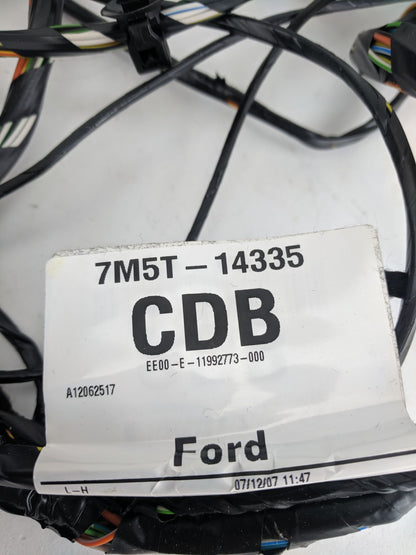 7M5T-14335
CDB
EE00-E-11992773-000
A12062517
Ford
L-H 07/12/07 11:47